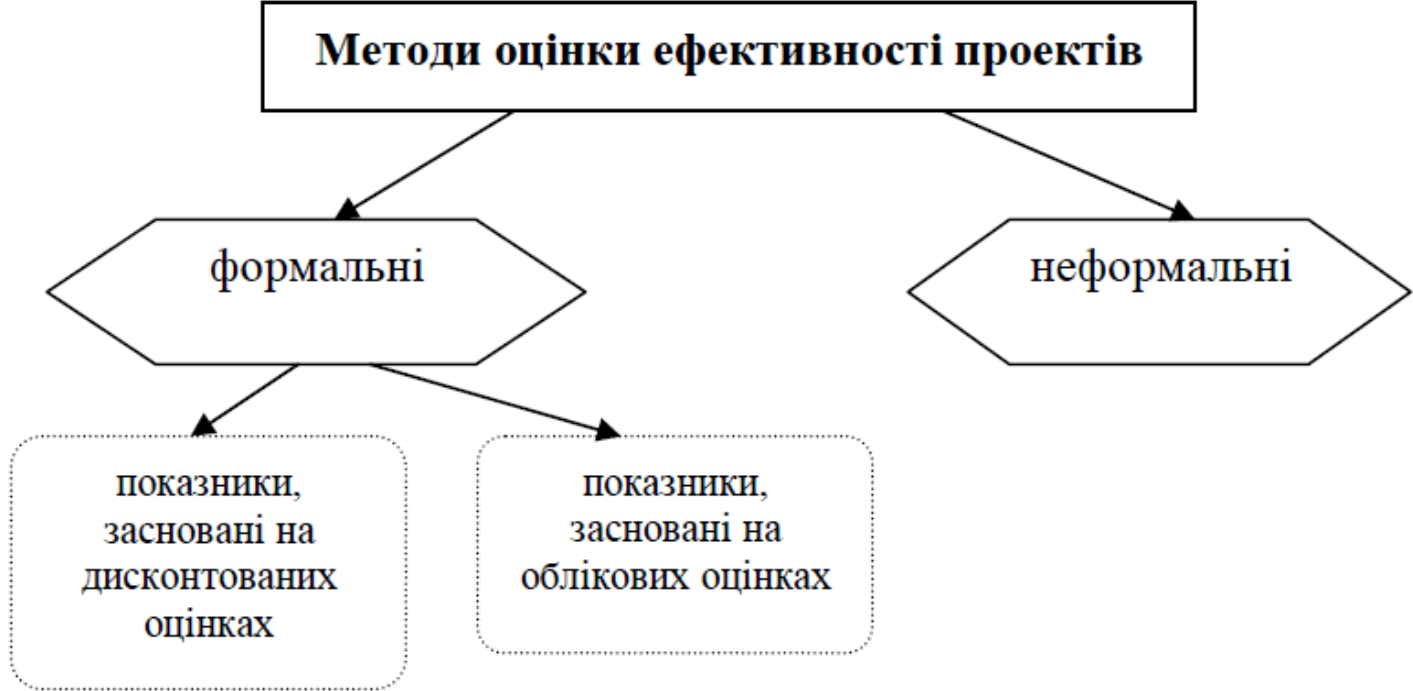 Методи оцінки ефективності проектів
формальні
неформальні
показники,
засновані на
дисконтованих
оцінках
показники,
засновані на
облікових оцінках